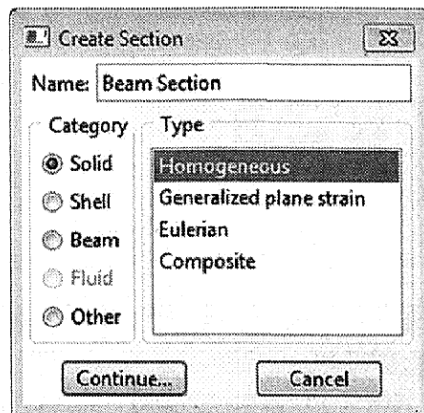 Create Section
Name: Beam Section
Category
Type
Solid
Shell
Beam
Fluid
Other
Homogeneous
Generalized plane strain
Eulerian
Composite
Continue...
Cancel